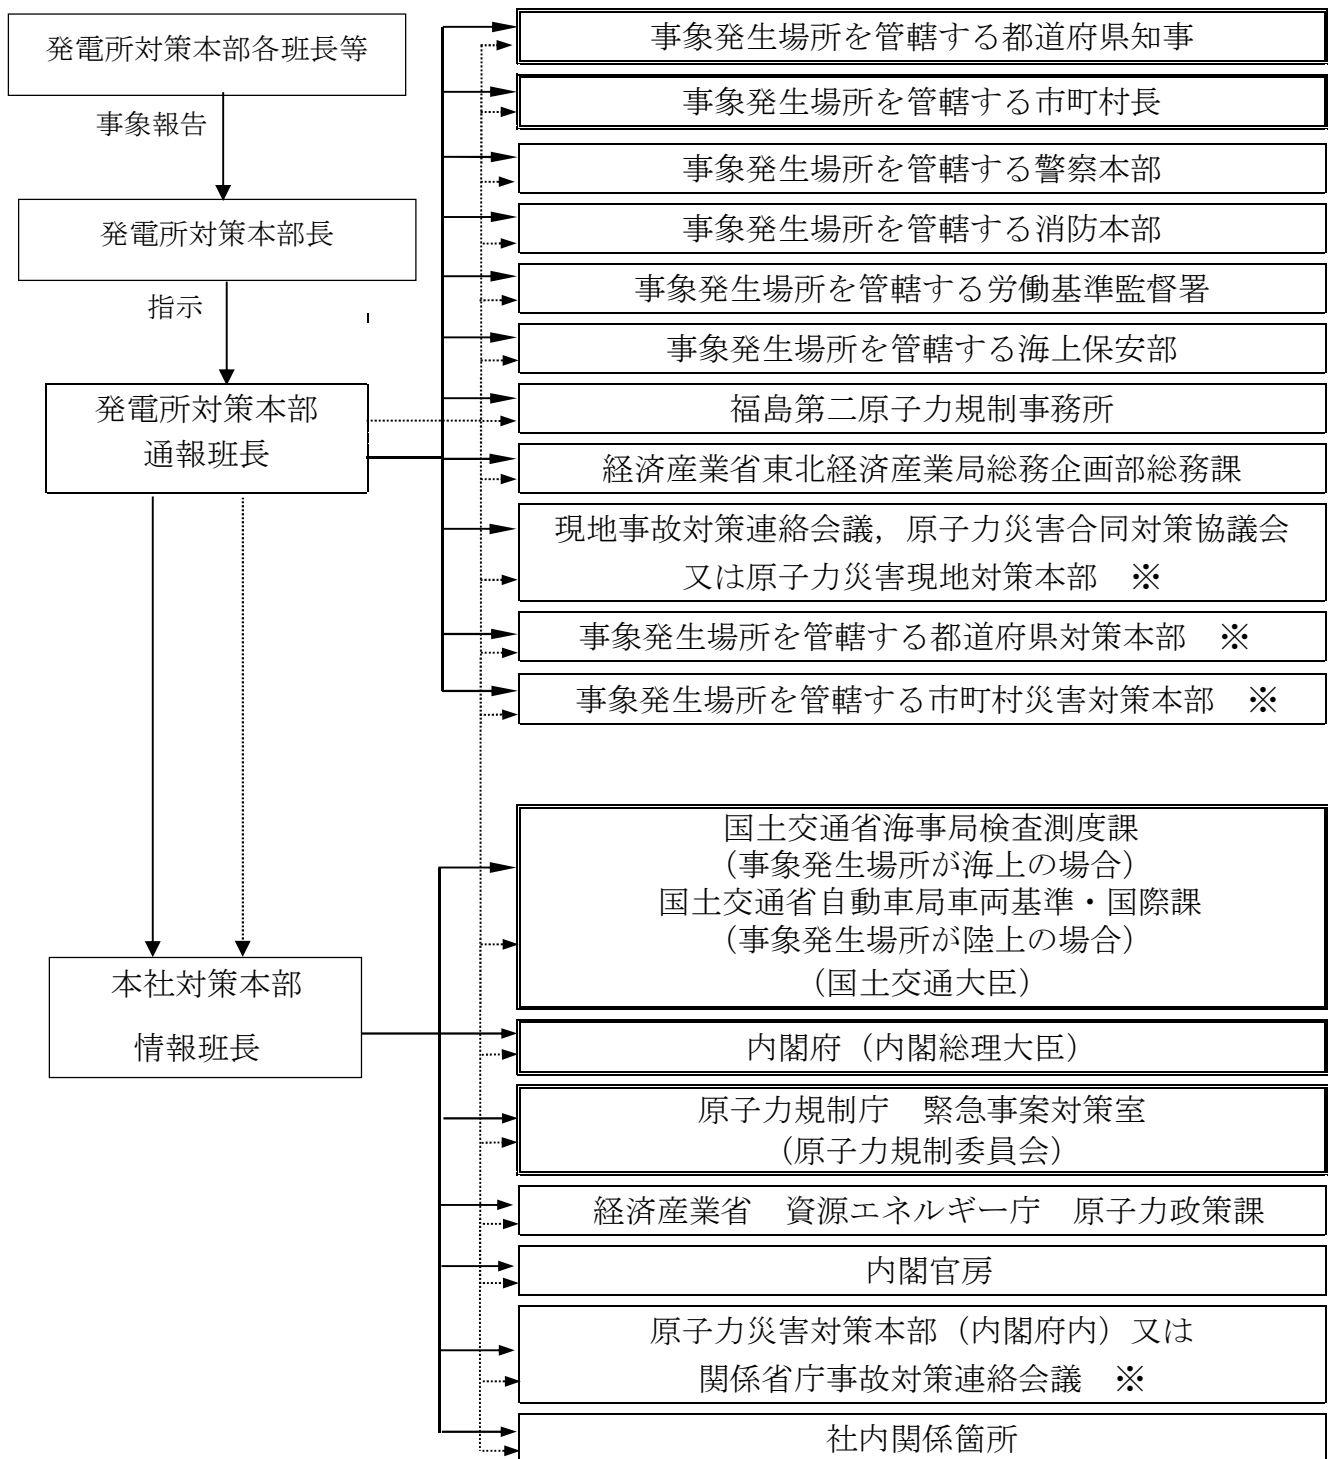 発電所対策本部各班長等
事象報告
発電所対策本部長
指示
発電所対策本部
通報班長
本社対策本部
情報班長
事象発生場所を管轄する都道府県知事
事象発生場所を管轄する市町村長
事象発生場所を管轄する警察本部
事象発生場所を管轄する消防本部
事象発生場所を管轄する労働基準監督署
事象発生場所を管轄する海上保安部
福島第二原子力規制事務所
経済産業省東北経済産業局総務企画部総務課
現地事故対策連絡会議，原子力災害合同対策協議会
又は原子力災害現地対策本部　※
事象発生場所を管轄する都道府県対策本部　※
事象発生場所を管轄する市町村災害対策本部　※
国土交通省海事局検査測度課
（事象発生場所が海上の場合）
国土交通省自動車局車両基準・国際課
（事象発生場所が陸上の場合）
（国土交通大臣）
内閣府（内閣総理大臣）
原子力規制庁　緊急事案対策室
（原子力規制委員会）
経済産業省　資源エネルギー庁　原子力政策課
内閣官房
原子力災害対策本部（内閣府内）又は
関係省庁事故対策連絡会議　※
社内関係箇所